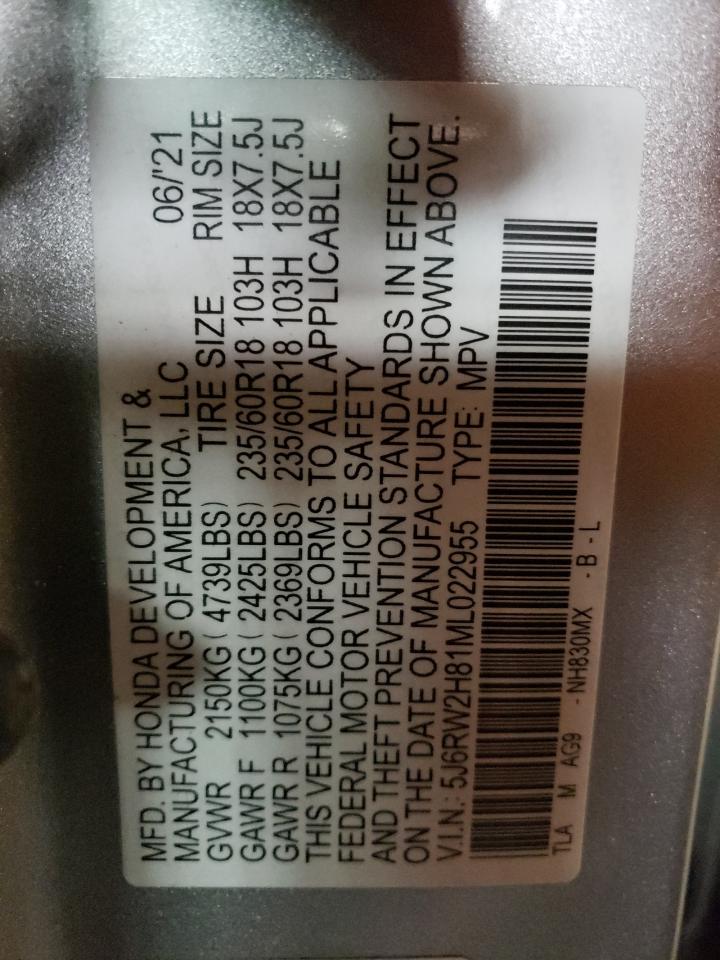 MFD. BY HONDA DEVELOPMENT &
MANUFACTURING OF AMERICA, LLC 06/'21
GVWR 2150KG ( 4739LBS) TIRE SIZE RIM SIZE
GAWR F 1100KG ( 2425LBS) 235/60R18 103H 18X7.5J
GAWR R 1075KG ( 2369LBS) 235/60R18 103H 18X7.5J
THIS VEHICLE CONFORMS TO ALL APPLICABLE
FEDERAL MOTOR VEHICLE SAFETY
AND THEFT PREVENTION STANDARDS IN EFFECT
ON THE DATE OF MANUFACTURE SHOWN ABOVE.
V.I.N.: 5J6RW2H81ML022955 TYPE: MPV
TLA M AG9 - NH830MX - B - L